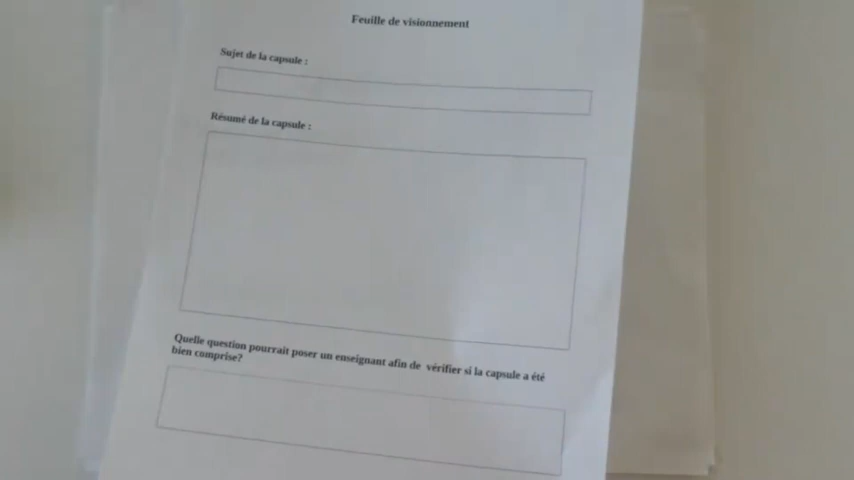 Feuille de visionnement
Sujet de la capsule :
Résumé de la capsule :
Quelle question pourrait poser un enseignant afin de vérifier si la capsule a été
bien comprise?